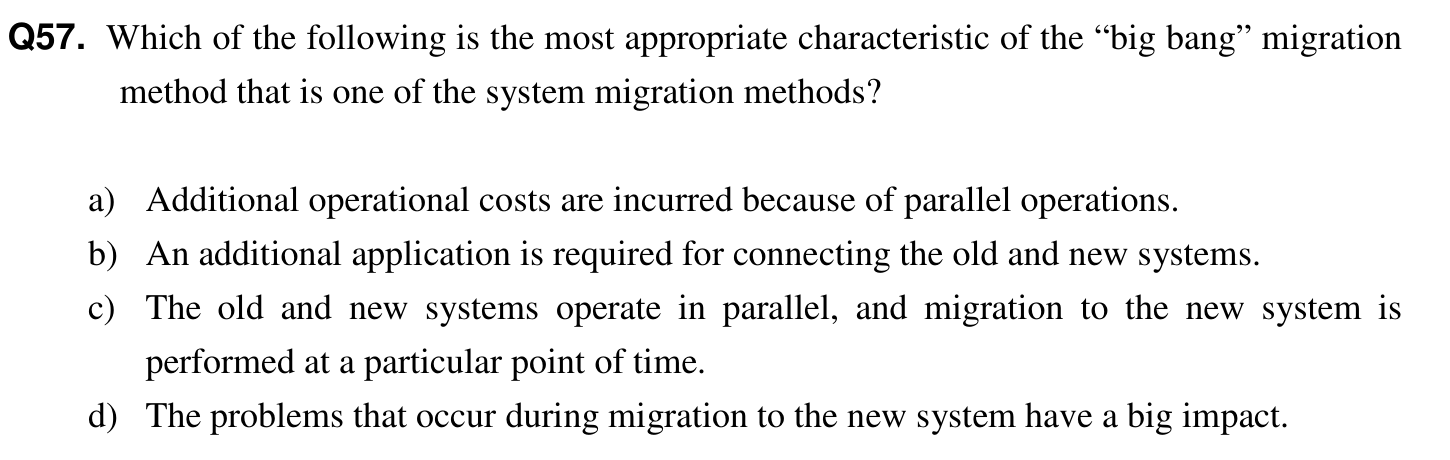 Q57. Which of the following is the most appropriate characteristic of the “big bang” migration
method that is one of the system migration methods?
a) Additional operational costs are incurred because of parallel operations.
b) An additional application is required for connecting the old and new systems.
c) The old and new systems operate in parallel, and migration to the new system is
performed at a particular point of time.
d) The problems that occur during migration to the new system have a big impact.